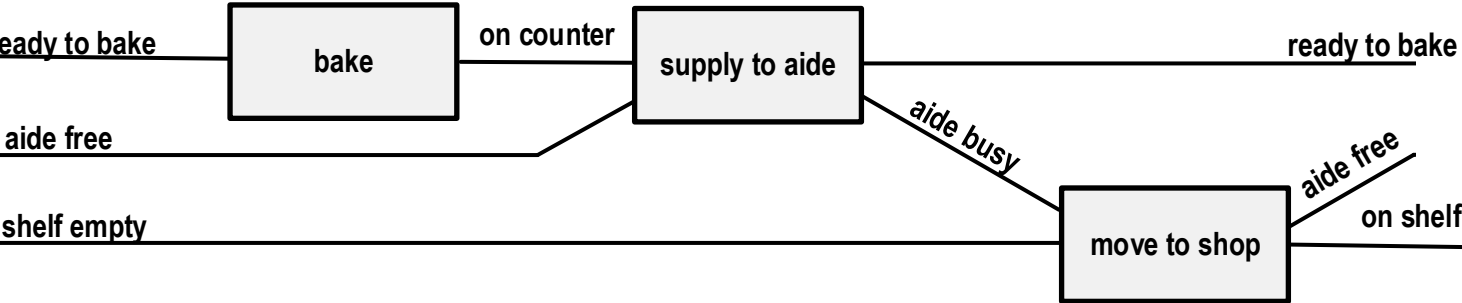 eady to bake
bake
on counter
supply to aide
ready to bake
aide free
aide busy
aide free
shelf empty
move to shop
on shelf